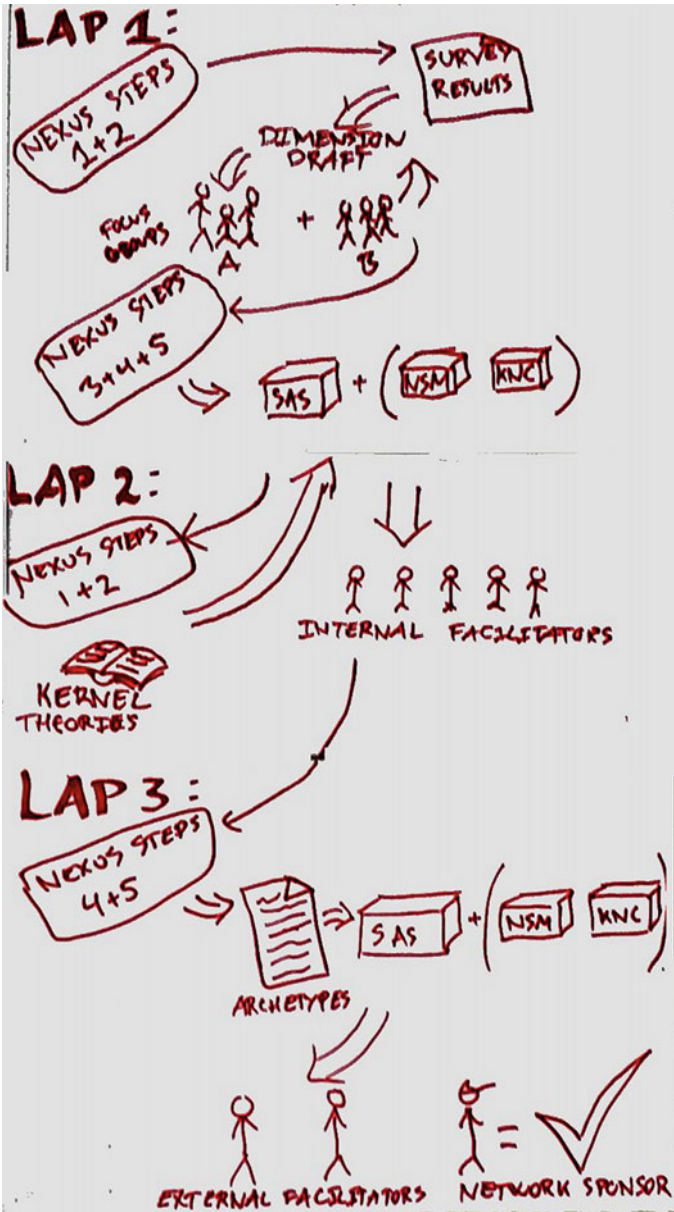 LAP 1:
NEXUS STEPS
1+2
SURVEY
RESULTS
DIMENSION
DRAFT
FOCUS
GROUPS
A
+
B
NEXUS STEPS
3+4+5
SAS + (NSM KNC)
LAP 2:
NEXUS STEPS
1+2
INTERNAL FACILITATORS
KERNEL
THEORIES
LAP 3:
NEXUS STEPS
4+5
ARCHETYPES
SAS + (NSM KNC)
EXTERNAL FACILITATORS
=
NETWORK SPONSOR